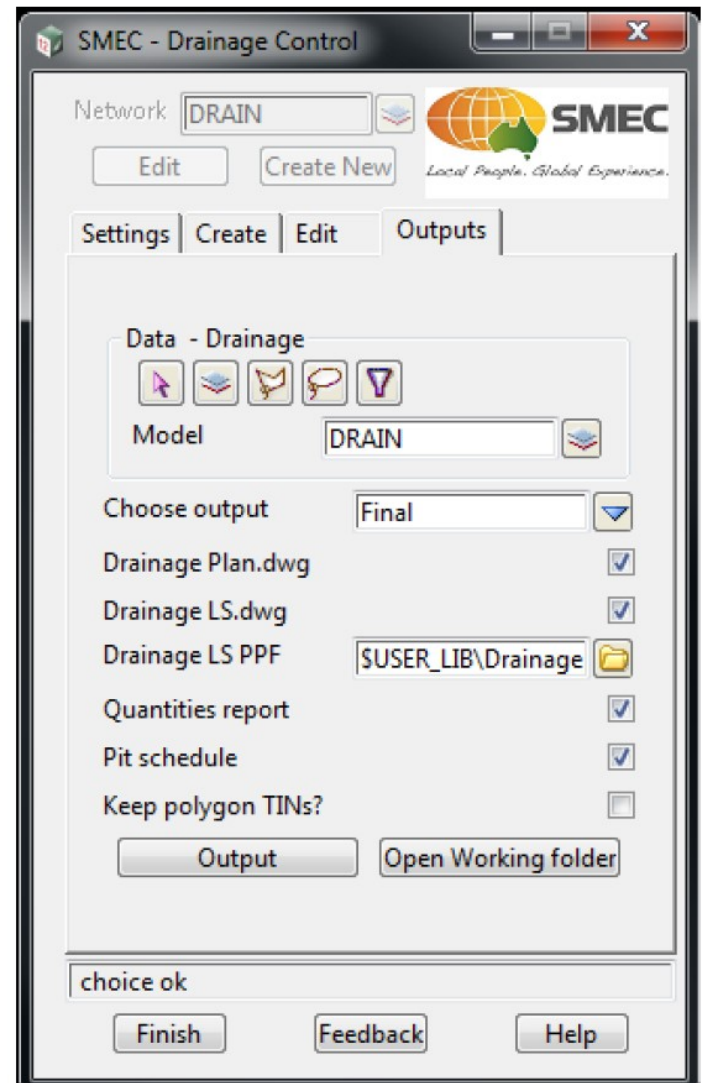 SMEC - Drainage Control
Network DRAIN
SMEC
Local People. Global Experience.
Edit Create New
Settings Create Edit Outputs
Data - Drainage
Model DRAIN
Choose output Final
Drainage Plan.dwg
Drainage LS.dwg
Drainage LS PPF $USER_LIB\Drainage
Quantities report
Pit schedule
Keep polygon TINs?
Output Open Working folder
choice ok
Finish Feedback Help